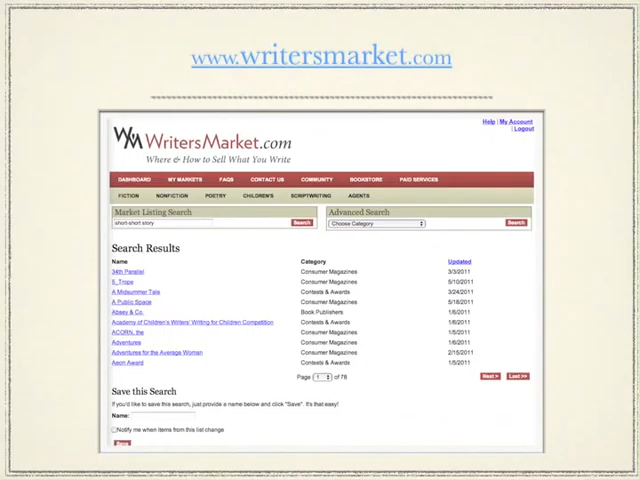 www.writersmarket.com
Help | My Account
| Logout
WM WritersMarket.com
Where & How to Sell What You Write
DASHBOARD MY MARKETS FAQS CONTACT US COMMUNITY BOOKSTORE PAID SERVICES
FICTION NONFICTION POETRY CHILDREN'S SCRIPTWRITING AGENTS
Market Listing Search Advanced Search
short-short story Search Choose Category Search
Search Results
Name Category Updated
34th Parallel Consumer Magazines 3/3/2011
5_Trope Consumer Magazines 5/10/2011
A Midsummer Tale Contests & Awards 3/24/2011
A Public Space Consumer Magazines 5/18/2011
Absey & Co. Book Publishers 1/6/2011
Academy of Children's Writers' Writing for Children Competition Contests & Awards 1/6/2011
ACORN, the Consumer Magazines 1/5/2011
Adventures Consumer Magazines 1/6/2011
Adventures for the Average Woman Consumer Magazines 2/15/2011
Aeon Award Contests & Awards 1/5/2011
Page 1 of 78 Next > Last >>
Save this Search
If you'd like to save this search, just provide a name below and click "Save". It's that easy!
Name:
Notify me when items from this list change
Save